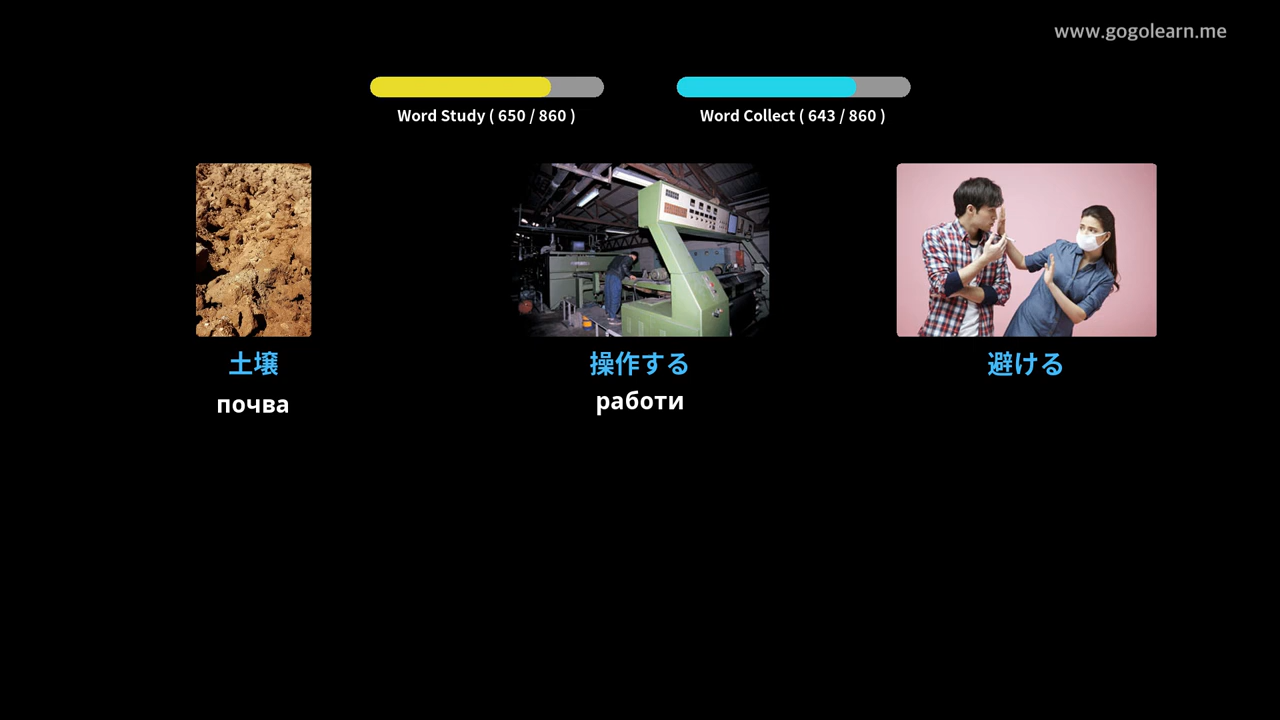 www.gogolearn.me
Word Study ( 650 / 860 )
Word Collect ( 643 / 860 )
土壌
操作する
避ける
почва
работи